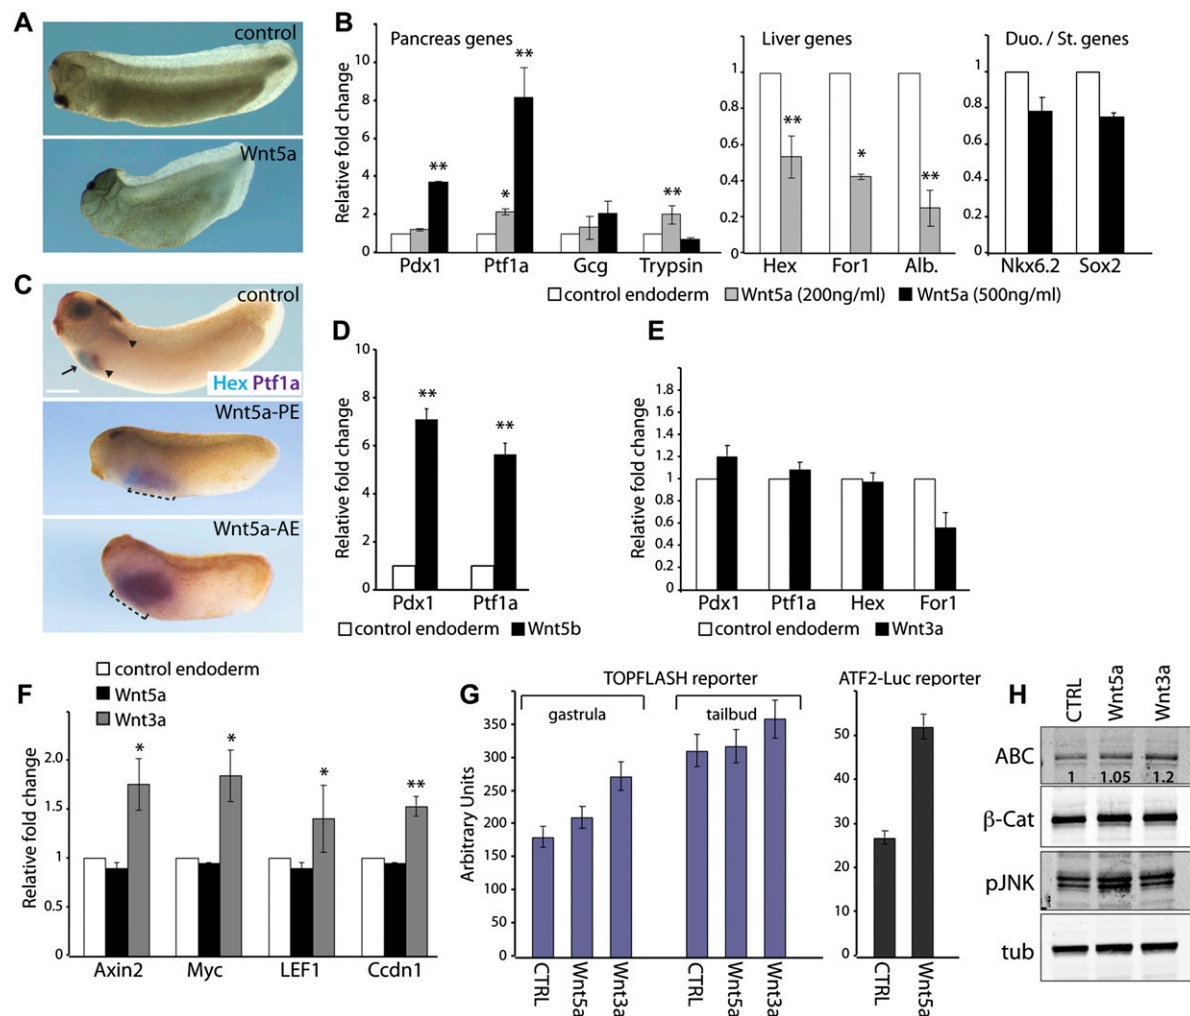 A
control
Wnt5a
B
Pancreas genes
Liver genes
Duo. / St. genes
Relative fold change
10
8
6
4
2
0
**
*
**
**
Pdx1
Ptf1a
Gcg
Trypsin
1
0.8
0.6
0.4
0.2
0
**
*
**
Hex
For1
Alb.
1
0.8
0.6
0.4
0.2
0
Nkx6.2
Sox2
control endoderm
Wnt5a (200ng/ml)
Wnt5a (500ng/ml)
C
control
Hex Ptf1a
Wnt5a-PE
Wnt5a-AE
D
Relative fold change
10
8
6
4
2
0
**
**
Pdx1
Ptf1a
control endoderm
Wnt5b
E
Relative fold change
1.8
1.6
1.4
1.2
1
0.8
0.6
0.4
0.2
0
Pdx1
Ptf1a
Hex
For1
control endoderm
Wnt3a
F
control endoderm
Wnt5a
Wnt3a
Relative fold change
2.0
1.5
1
0.5
0
*
*
*
**
Axin2
Myc
LEF1
Ccdn1
G
TOPFLASH reporter
gastrula
tailbud
Arbitrary Units
350
300
250
200
150
100
50
0
CTRL
Wnt5a
Wnt3a
CTRL
Wnt5a
Wnt3a
ATF2-Luc reporter
50
40
30
20
10
0
CTRL
Wnt5a
H
CTRL
Wnt5a
Wnt3a
ABC
1
1.05
1.2
β-Cat
pJNK
tub